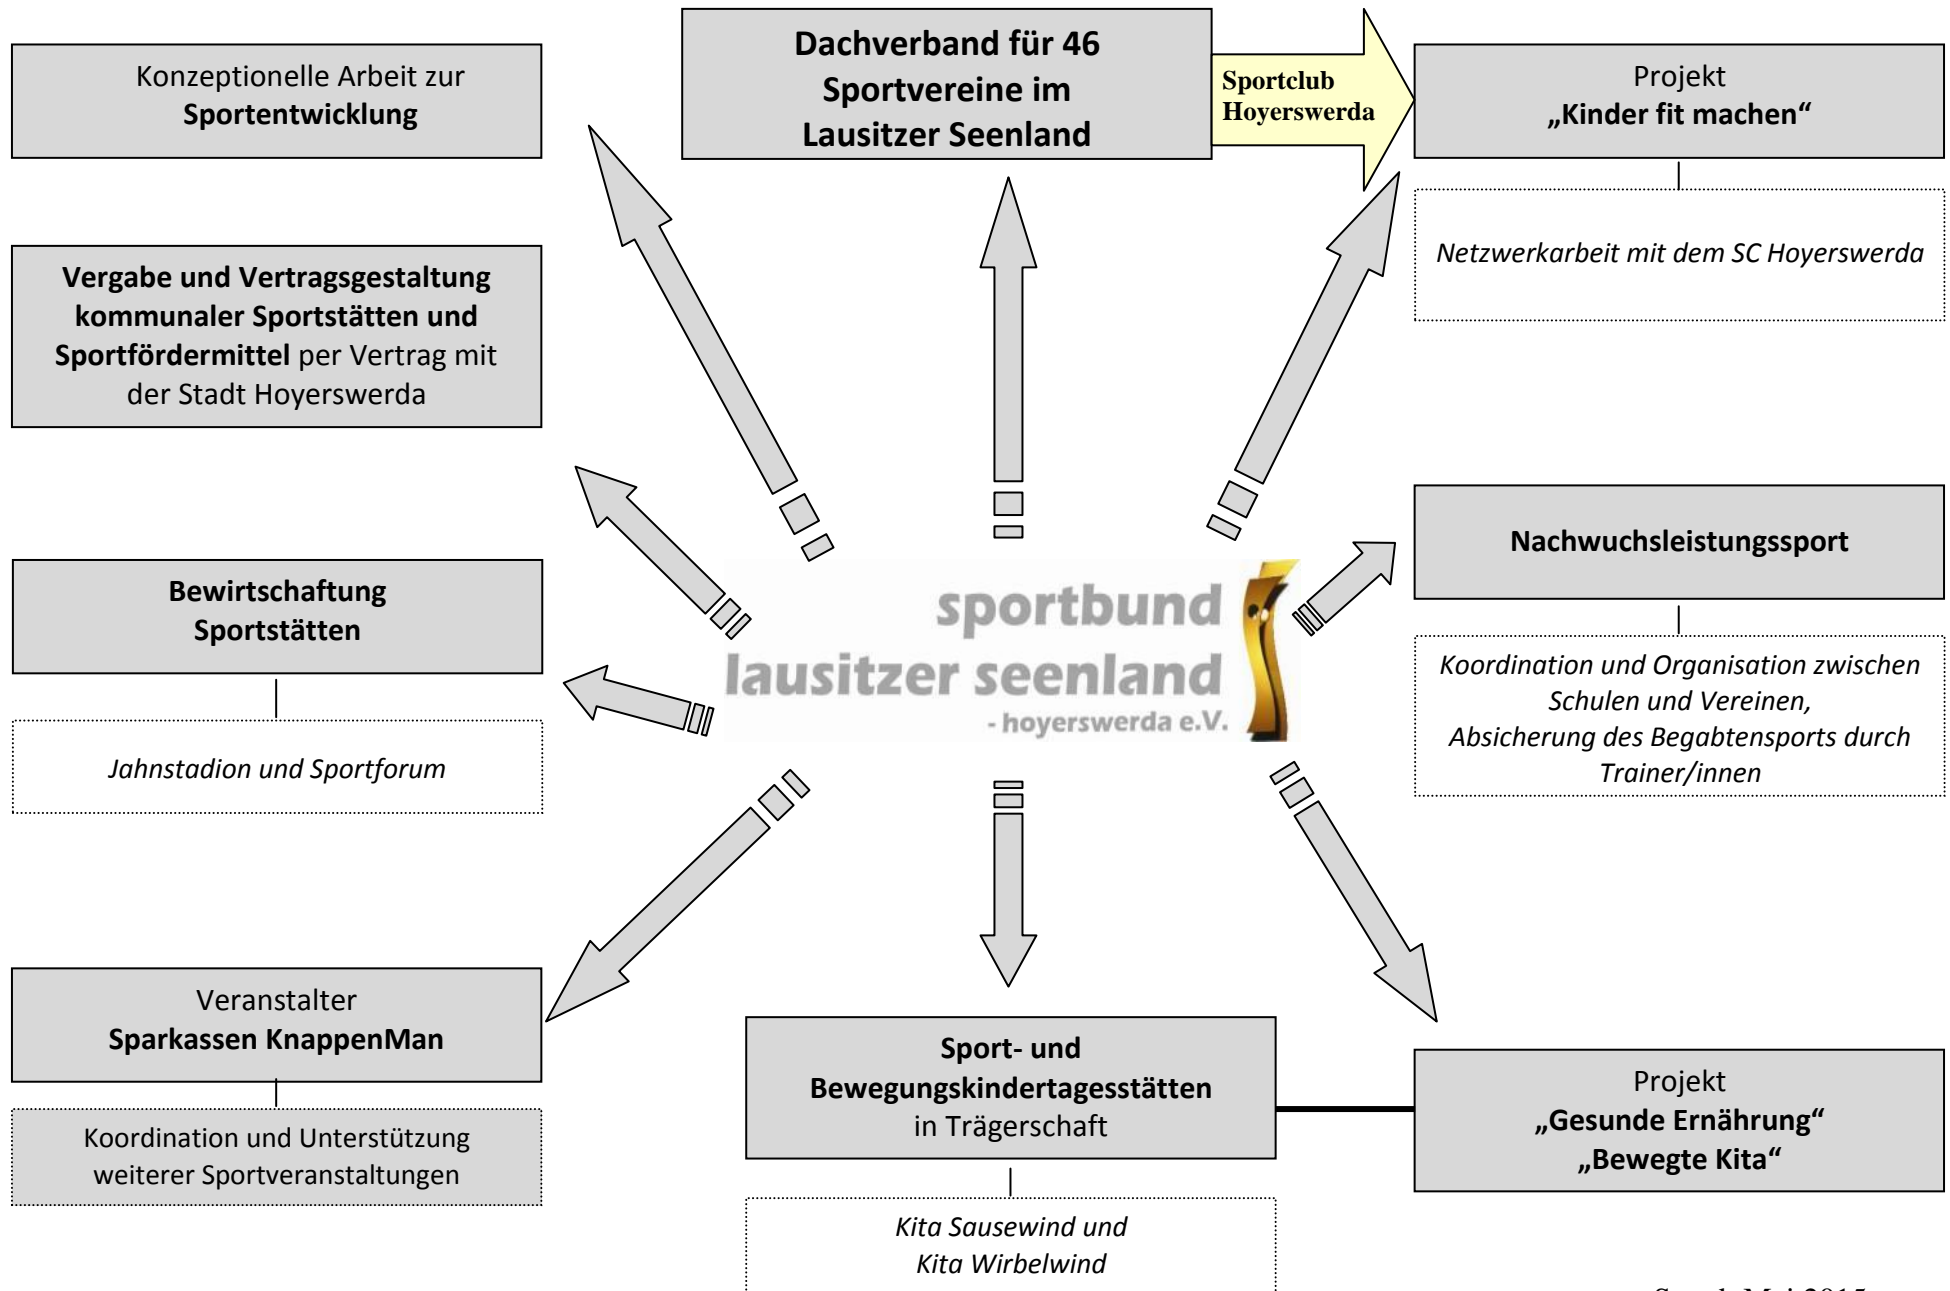 Konzeptionelle Arbeit zur
Sportentwicklung
Dachverband für 46
Sportvereine im
Lausitzer Seenland
Sportclub
Hoyerswerda
Projekt
„Kinder fit machen“
Netzwerkarbeit mit dem SC Hoyerswerda
Vergabe und Vertragsgestaltung
kommunaler Sportstätten und
Sportfördermittel per Vertrag mit
der Stadt Hoyerswerda
Nachwuchsleistungssport
Koordination und Organisation zwischen
Schulen und Vereinen,
Absicherung des Begabtensports durch
Trainer/innen
Bewirtschaftung
Sportstätten
Jahnstadion und Sportforum
sportbund
lausitzer seenland
- hoyerswerda e.V.
Veranstalter
Sparkassen KnappenMan
Koordination und Unterstützung
weiterer Sportveranstaltungen
Sport- und
Bewegungskindertagesstätten
in Trägerschaft
Kita Sausewind und
Kita Wirbelwind
Projekt
„Gesunde Ernährung“
„Bewegte Kita“
Stand: Mai 2015